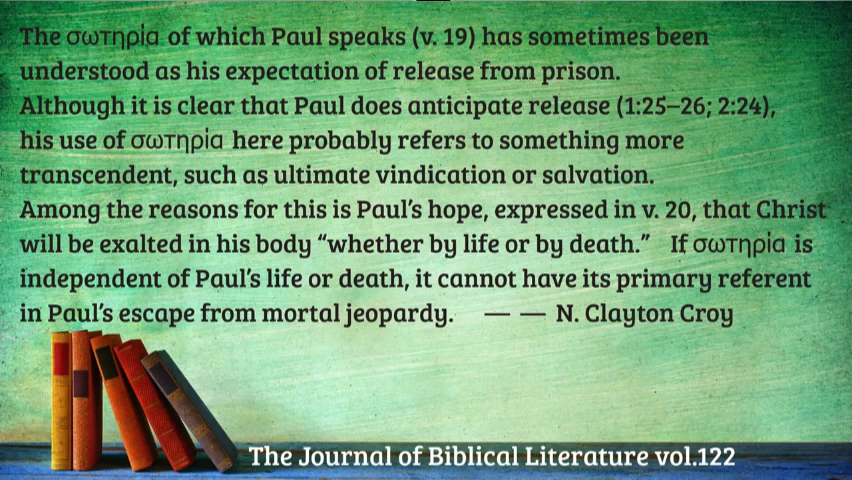 The σωτηρία of which Paul speaks (v. 19) has sometimes been
understood as his expectation of release from prison.
Although it is clear that Paul does anticipate release (1:25–26; 2:24),
his use of σωτηρία here probably refers to something more
transcendent, such as ultimate vindication or salvation.
Among the reasons for this is Paul’s hope, expressed in v. 20, that Christ
will be exalted in his body “whether by life or by death.” If σωτηρία is
independent of Paul’s life or death, it cannot have its primary referent
in Paul’s escape from mortal jeopardy. — — N. Clayton Croy
The Journal of Biblical Literature vol.122